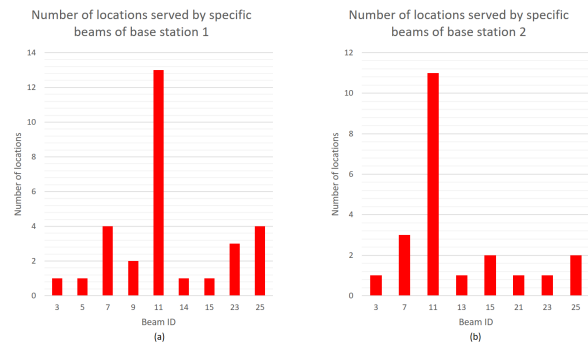 Number of locations served by specific
beams of base station 1
14
12
10
8
6
4
2
0
Number of locations
3 5 7 9 11 14 15 23 25
Beam ID
(a)
Number of locations served by specific
beams of base station 2
12
10
8
6
4
2
0
Number of locations
3 7 11 13 15 21 23 25
Beam ID
(b)